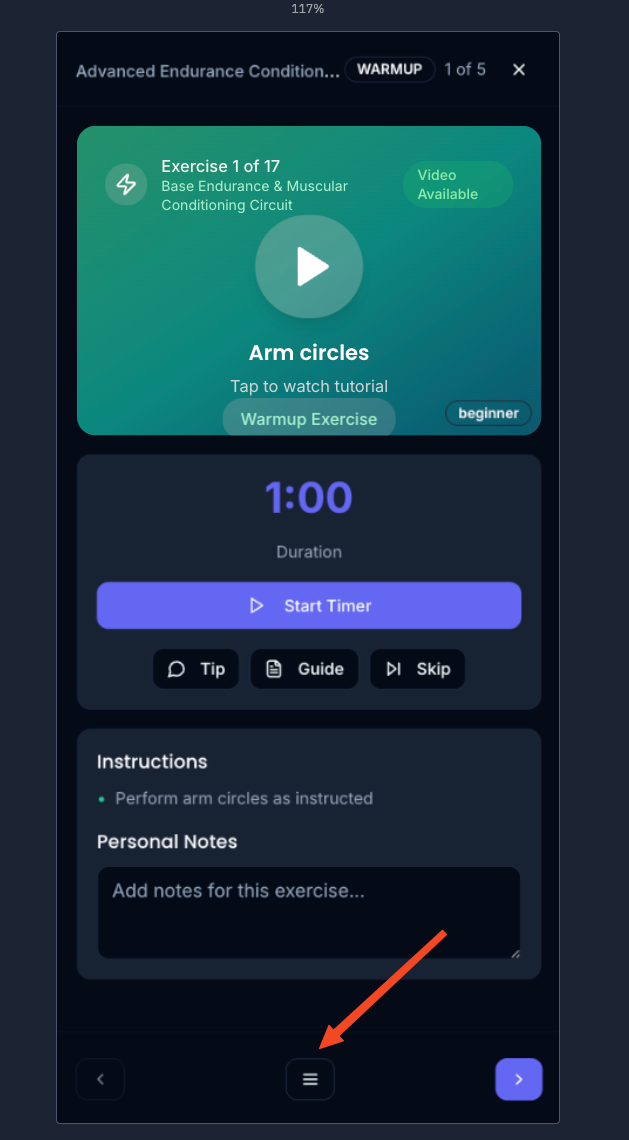 117%
Advanced Endurance Condition... WARMUP 1 of 5
Exercise 1 of 17
Base Endurance & Muscular
Conditioning Circuit
Video
Available
Arm circles
Tap to watch tutorial
Warmup Exercise
beginner
1:00
Duration
Start Timer
Tip Guide Skip
Instructions
• Perform arm circles as instructed
Personal Notes
Add notes for this exercise...